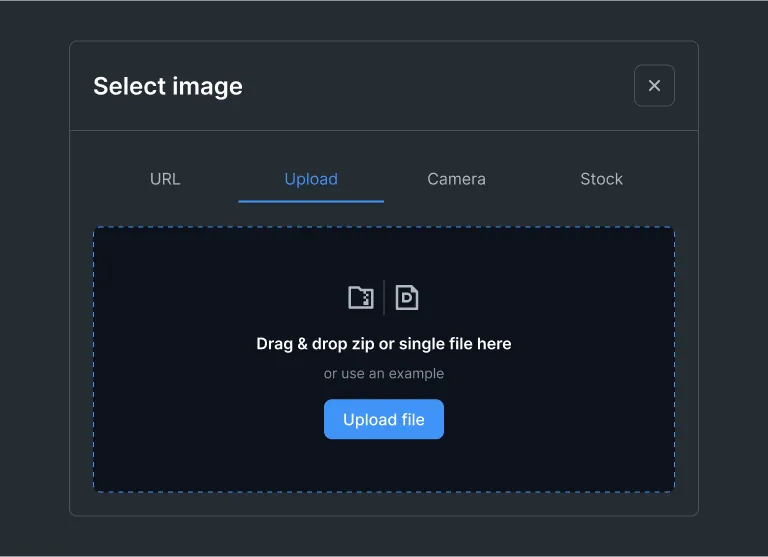 Select image
URL Upload Camera Stock
Drag & drop zip or single file here
or use an example
Upload file